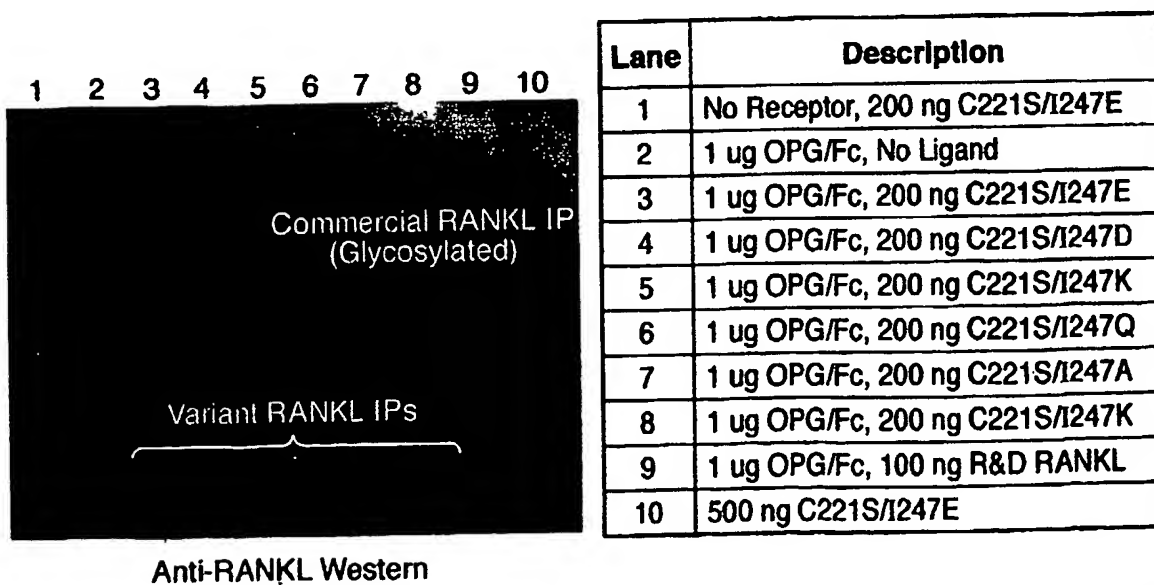 1 2 3 4 5 6 7 8 9 10
Commercial RANKL IP
(Glycosylated)
Variant RANKL IPs
Anti-RANKL Western
Lane Description
1 No Receptor, 200 ng C221S/I247E
2 1 ug OPG/Fc, No Ligand
3 1 ug OPG/Fc, 200 ng C221S/I247E
4 1 ug OPG/Fc, 200 ng C221S/I247D
5 1 ug OPG/Fc, 200 ng C221S/I247K
6 1 ug OPG/Fc, 200 ng C221S/I247Q
7 1 ug OPG/Fc, 200 ng C221S/I247A
8 1 ug OPG/Fc, 200 ng C221S/I247K
9 1 ug OPG/Fc, 100 ng R&D RANKL
10 500 ng C221S/I247E